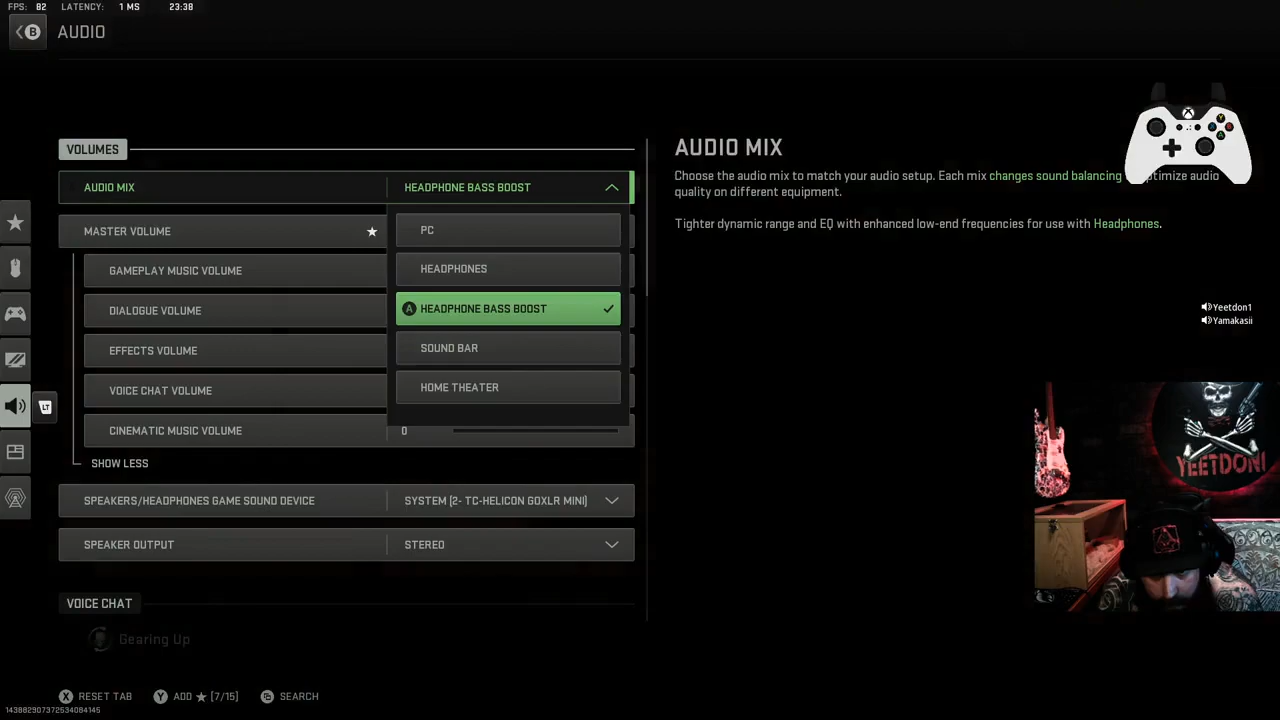 FPS: 82 LATENCY: 1 MS 23:38
B AUDIO
VOLUMES
AUDIO MIX HEADPHONE BASS BOOST
MASTER VOLUME
PC
GAMEPLAY MUSIC VOLUME
HEADPHONES
DIALOGUE VOLUME
A HEADPHONE BASS BOOST
EFFECTS VOLUME
SOUND BAR
VOICE CHAT VOLUME
HOME THEATER
LT
CINEMATIC MUSIC VOLUME 0
SHOW LESS
SPEAKERS/HEADPHONES GAME SOUND DEVICE SYSTEM [2- TC-HELICON GOXLR MINI]
SPEAKER OUTPUT STEREO
VOICE CHAT
Gearing Up
X RESET TAB Y ADD ★ [7/15] SEARCH
14388290737253408414​5
AUDIO MIX
Choose the audio mix to match your audio setup. Each mix changes sound balancing
ptimize audio
quality on different equipment.
Tighter dynamic range and EQ with enhanced low-end frequencies for use with Headphones.
Yeetdon1
Yamakasii
YEETDON1